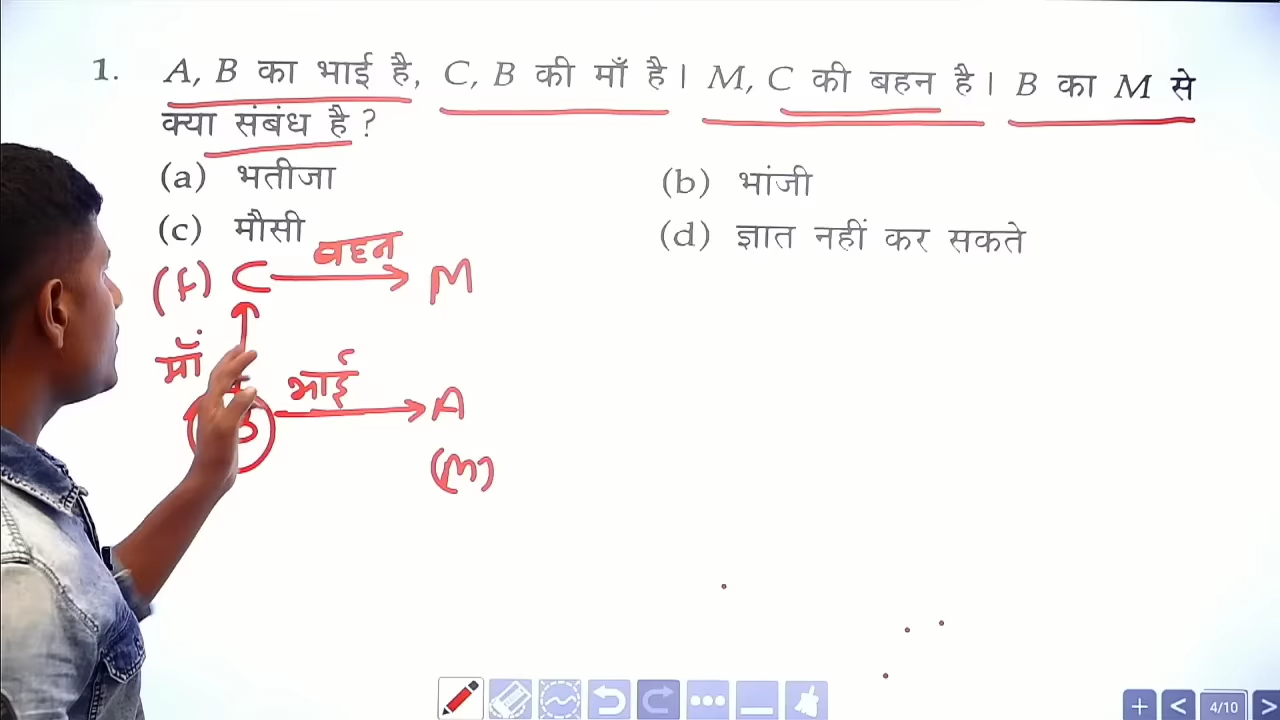 1. A, B का भाई है, C, B की माँ है। M, C की बहन है। B का M से
क्या संबंध है ?
(a) भतीजा
(b) भांजी
(c) मौसी
(d) ज्ञात नहीं कर सकते
बहन
(f) C M
माँ
भाई
A
(m)
4/10